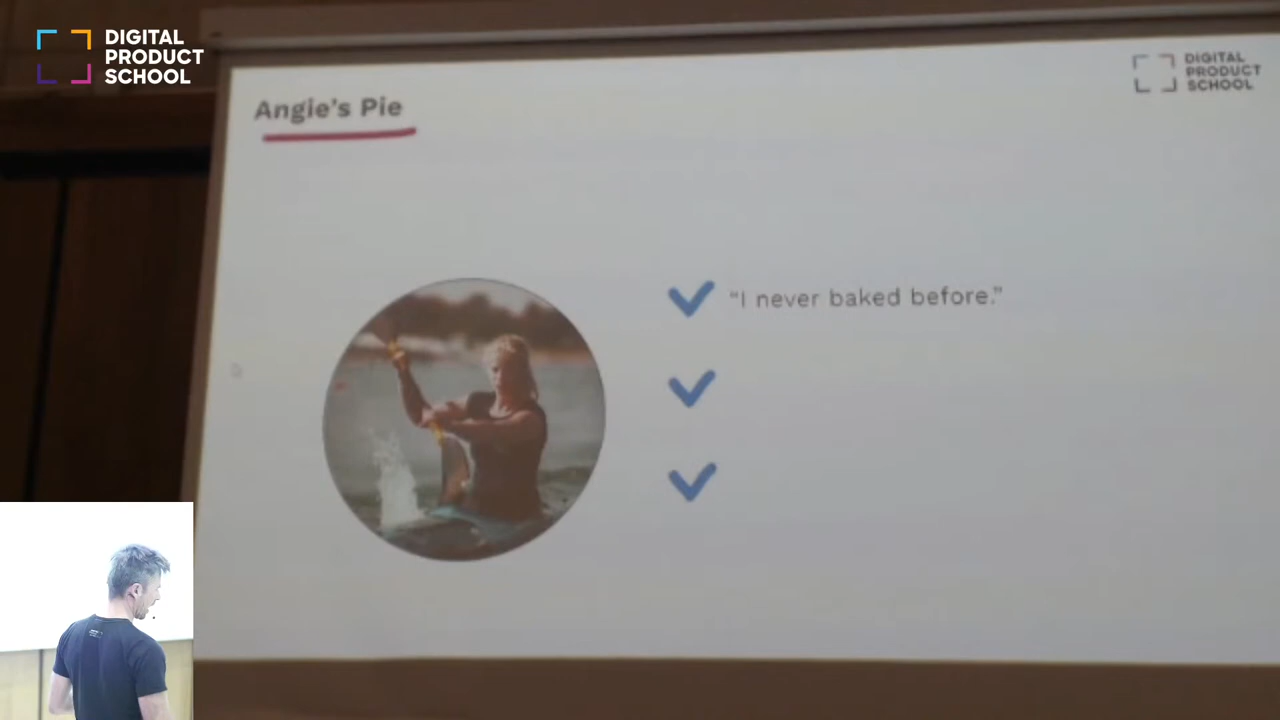 DIGITAL
PRODUCT
SCHOOL
DIGITAL
PRODUCT
SCHOOL
Angie's Pie
“I never baked before.”